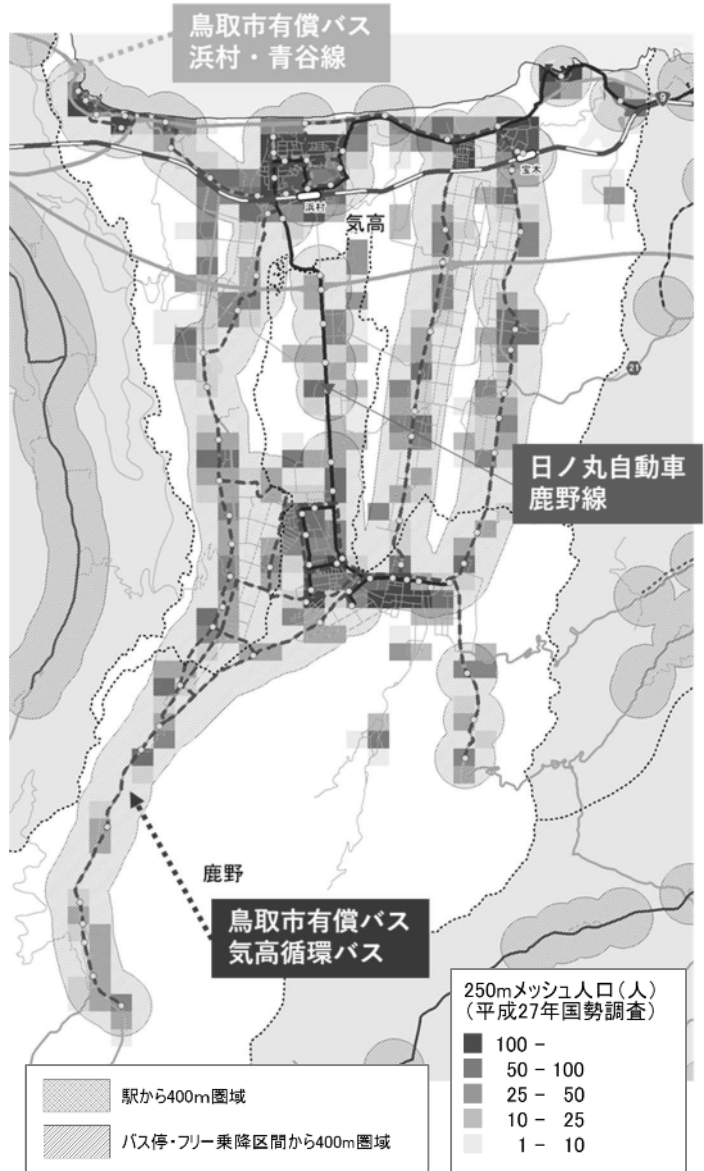 鳥取市有償バス
浜村・青谷線
9
宝木
浜村
気高
21
日ノ丸自動車
鹿野線
鹿野
鳥取市有償バス
気高循環バス
250mメッシュ人口(人)
(平成27年国勢調査)
100 -
50 - 100
25 - 50
10 - 25
1 - 10
駅から400m圏域
バス停・フリー乗降区間から400m圏域